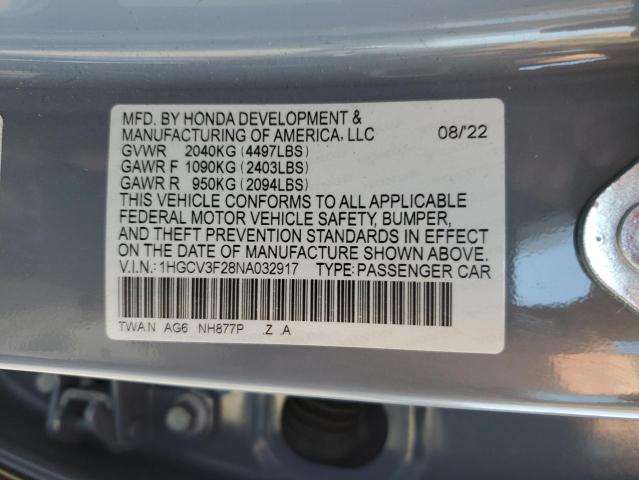 MFD. BY HONDA DEVELOPMENT &
MANUFACTURING OF AMERICA, LLC 08/'22
GVWR 2040KG (4497LBS)
GAWR F 1090KG (2403LBS)
GAWR R 950KG (2094LBS)
THIS VEHICLE CONFORMS TO ALL APPLICABLE
FEDERAL MOTOR VEHICLE SAFETY, BUMPER,
AND THEFT PREVENTION STANDARDS IN EFFECT
ON THE DATE OF MANUFACTURE SHOWN ABOVE.
V.I.N.: 1HGCV3F28NA032917 TYPE: PASSENGER CAR
TWAN AG6 NH877P .Z .A